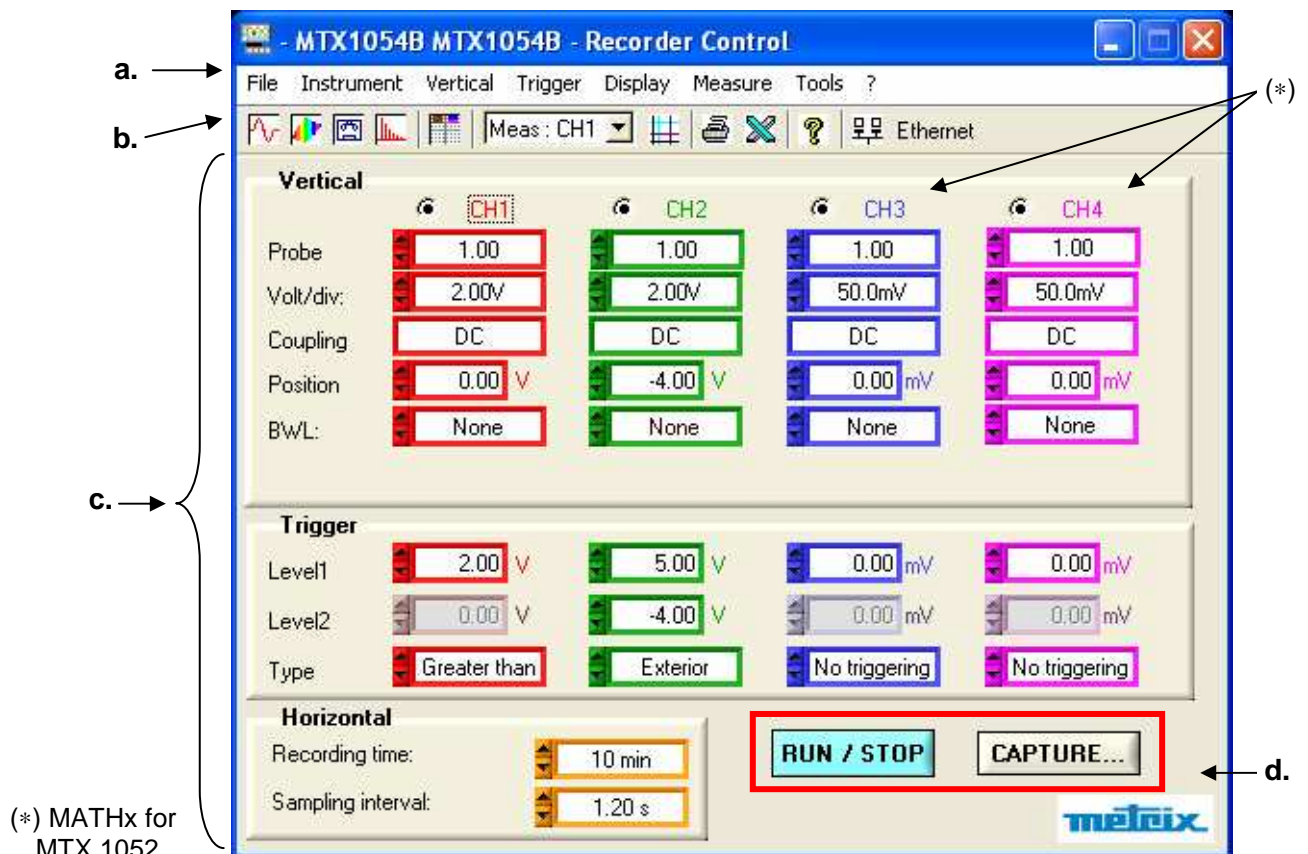 - MTX1054B MTX1054B - Recorder Control
a.
File Instrument Vertical Trigger Display Measure Tools ?
(*)
b.
Meas : CH1 Ethernet
Vertical
CH1 CH2 CH3 CH4
Probe 1.00 1.00 1.00 1.00
Volt/div: 2.00V 2.00V 50.0mV 50.0mV
Coupling DC DC DC DC
Position 0.00 V -4.00 V 0.00 mV 0.00 mV
BWL: None None None None
c.
Trigger
Level1 2.00 V 5.00 V 0.00 mV 0.00 mV
Level2 0.00 V -4.00 V 0.00 mV 0.00 mV
Type Greater than Exterior No triggering No triggering
Horizontal
Recording time: 10 min RUN / STOP CAPTURE...
d.
Sampling interval: 1.20 s
metrix
(*) MATHx for
MTX 1052